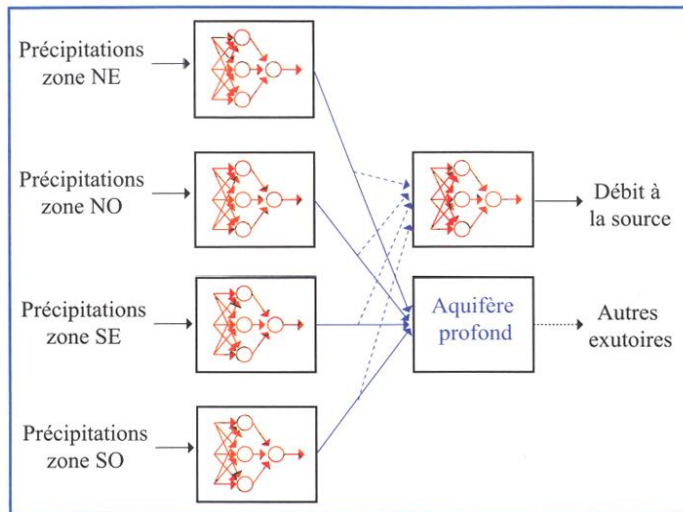 Précipitations
zone NE
Précipitations
zone NO
Débit à
la source
Précipitations
zone SE
Aquifère
profond
Autres
exutoires
Précipitations
zone SO